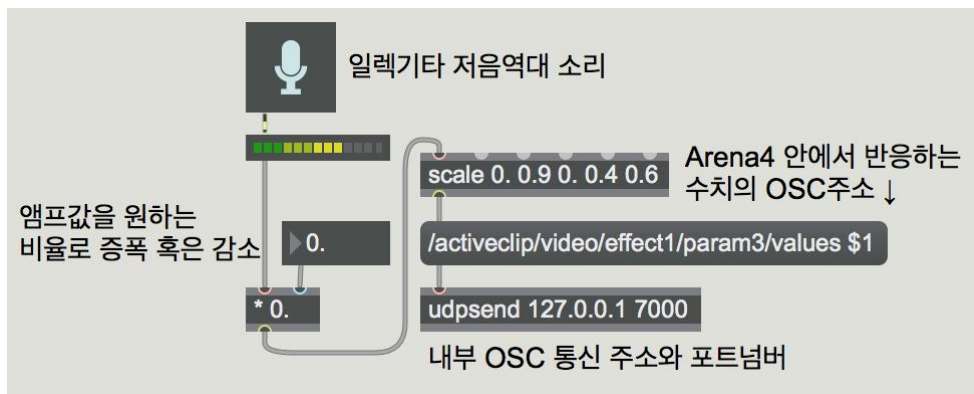 일렉기타 저음역대 소리
scale 0. 0.9 0. 0.4 0.6
Arena4 안에서 반응하는
수치의 OSC주소 ↓
앰프값을 원하는
비율로 증폭 혹은 감소
0.
/activeclip/video/effect1/param3/values $1
* 0.
udpsend 127.0.0.1 7000
내부 OSC 통신 주소와 포트넘버